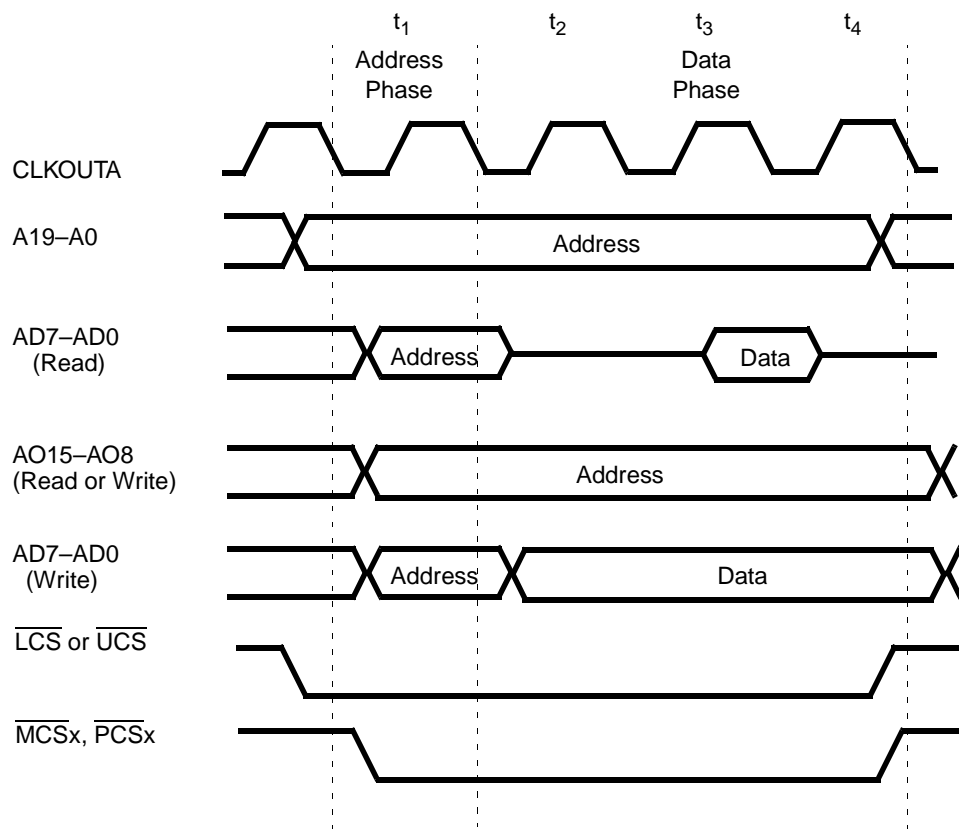 t1 t2 t3 t4
Address Data
Phase Phase
CLKOUTA
A19–A0 Address
AD7–AD0
(Read) Address Data
AO15–AO8
(Read or Write) Address
AD7–AD0
(Write) Address Data
LCS or UCS
MCSx, PCSx